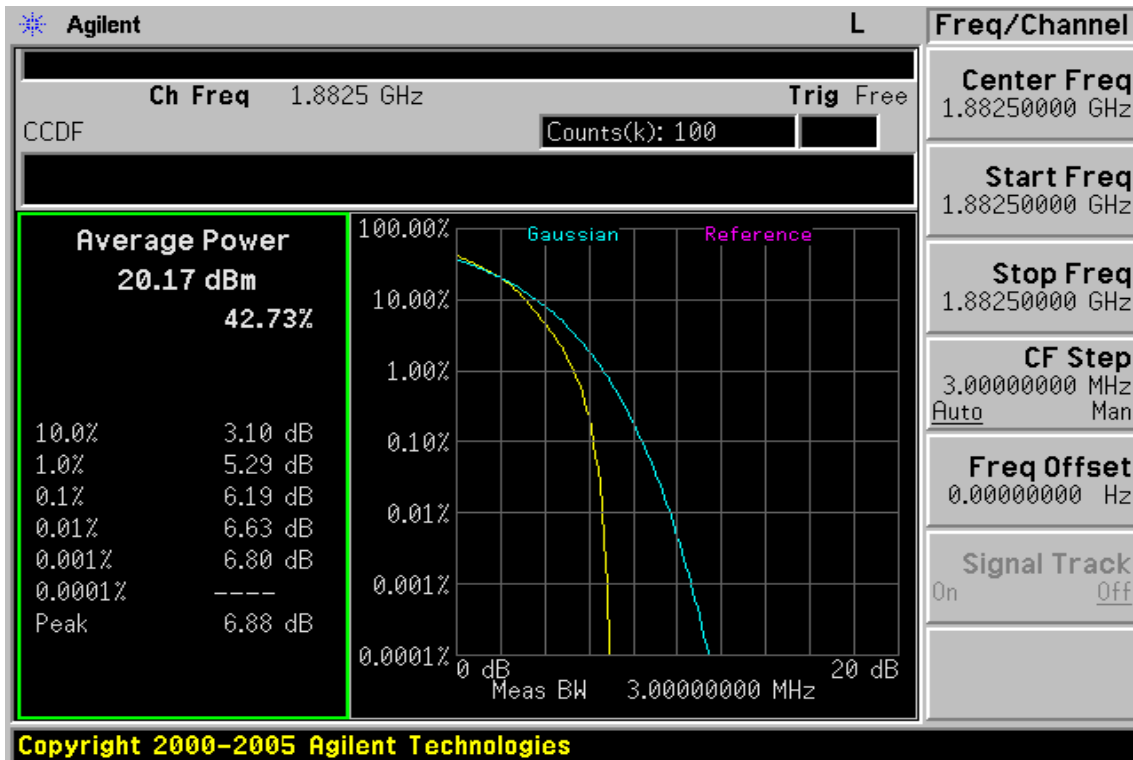 Agilent
L
Freq/Channel
Ch Freq 1.8825 GHz
Trig Free
CCDF
Counts(k): 100
Average Power
20.17 dBm
42.73%
10.0% 3.10 dB
1.0% 5.29 dB
0.1% 6.19 dB
0.01% 6.63 dB
0.001% 6.80 dB
0.0001% ----
Peak 6.88 dB
Gaussian
Reference
100.00%
10.00%
1.00%
0.10%
0.01%
0.001%
0.0001%
0 dB
20 dB
Meas BW 3.00000000 MHz
Center Freq
1.88250000 GHz
Start Freq
1.88250000 GHz
Stop Freq
1.88250000 GHz
CF Step
3.00000000 MHz
Auto Man
Freq Offset
0.00000000 Hz
Signal Track
On Off
Copyright 2000-2005 Agilent Technologies